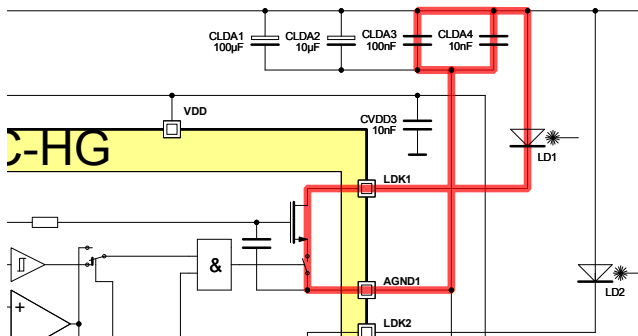 CLDA1
100µF
CLDA2
10µF
CLDA3
100nF
CLDA4
10nF
VDD
CVDD3
10nF
C-HG
LD1
LDK1
&
AGND1
LD2
+
LDK2